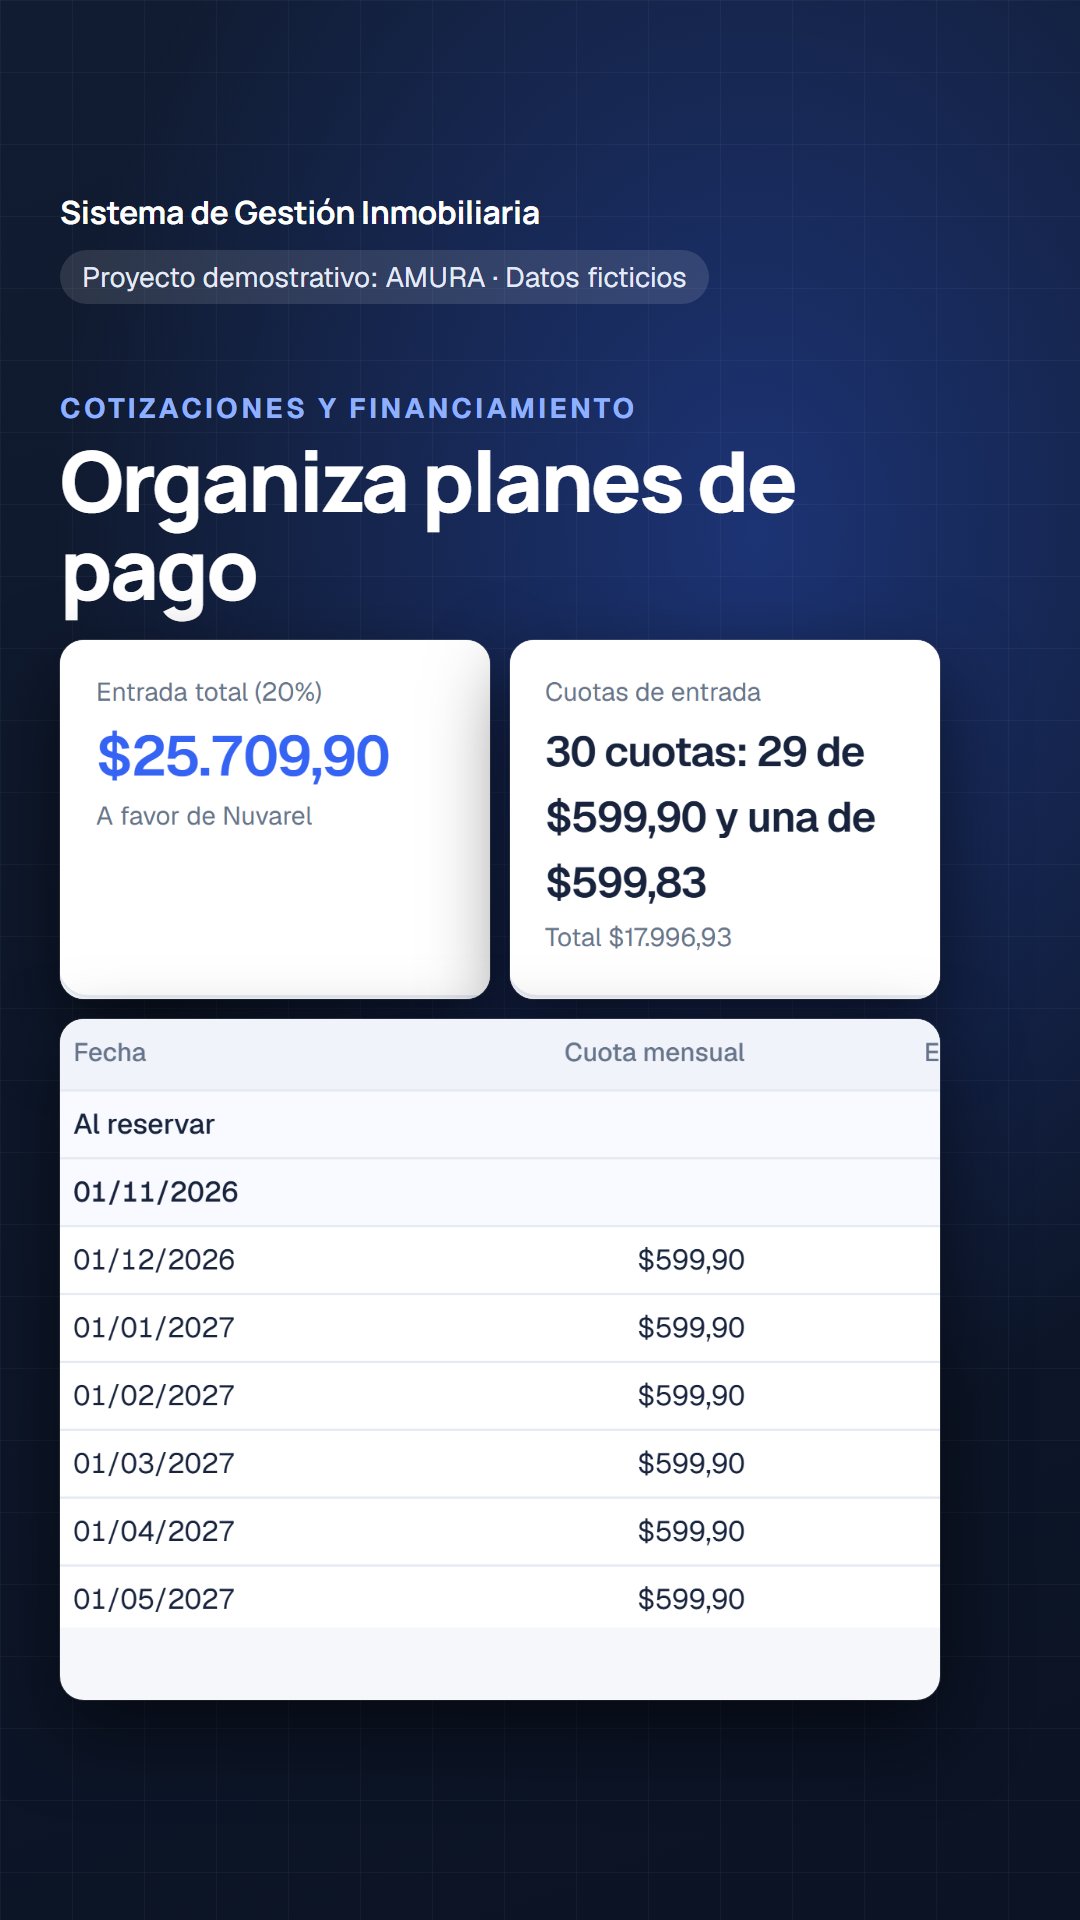 Sistema de Gestión Inmobiliaria
Proyecto demostrativo: AMURA · Datos ficticios
COTIZACIONES Y FINANCIAMIENTO
Organiza planes de
pago
Entrada total (20%)
$25.709,90
A favor de Nuvarel
Cuotas de entrada
30 cuotas: 29 de
$599,90 y una de
$599,83
Total $17.996,93
Fecha Cuota mensual E
Al reservar
01/11/2026
01/12/2026 $599,90
01/01/2027 $599,90
01/02/2027 $599,90
01/03/2027 $599,90
01/04/2027 $599,90
01/05/2027 $599,90